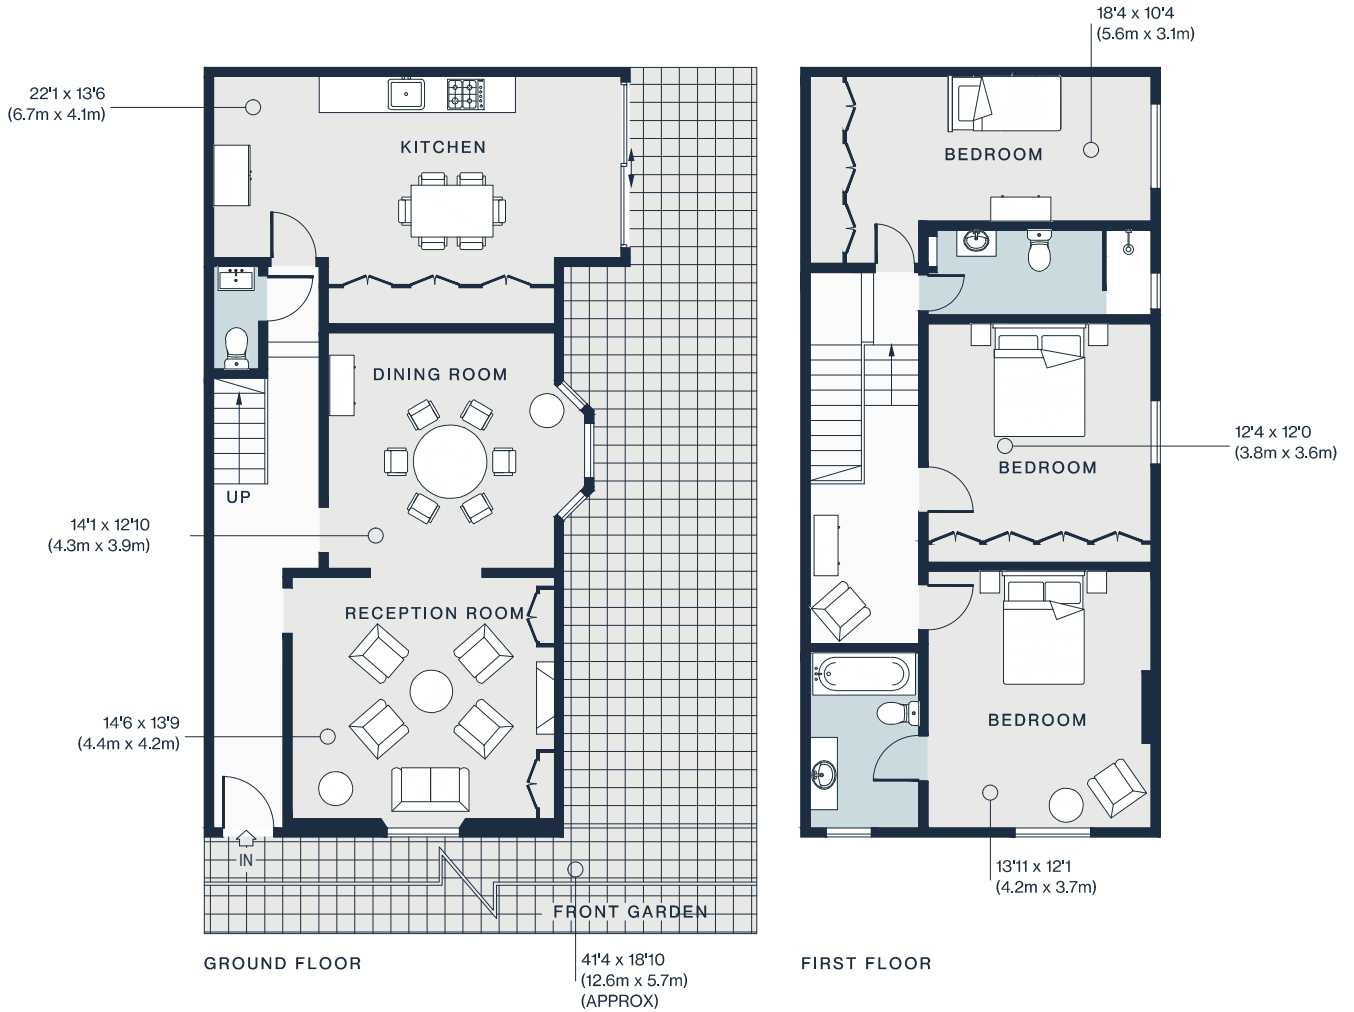 22'1 x 13'6
(6.7m x 4.1m)
KITCHEN
DINING ROOM
UP
14'1 x 12'10
(4.3m x 3.9m)
RECEPTION ROOM
14'6 x 13'9
(4.4m x 4.2m)
IN
FRONT GARDEN
41'4 x 18'10
(12.6m x 5.7m)
(APPROX)
GROUND FLOOR
18'4 x 10'4
(5.6m x 3.1m)
BEDROOM
12'4 x 12'0
(3.8m x 3.6m)
BEDROOM
BEDROOM
13'11 x 12'1
(4.2m x 3.7m)
FIRST FLOOR